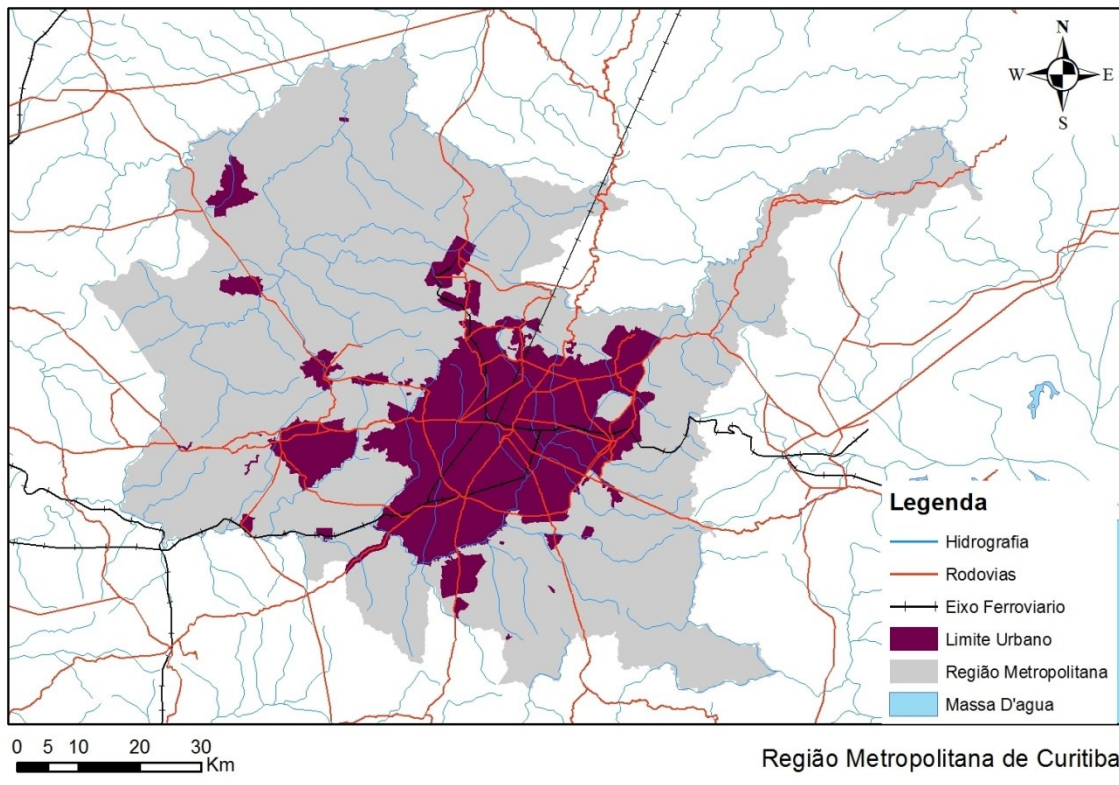 N
W E
S
Legenda
Hidrografia
Rodovias
Eixo Ferroviario
Limite Urbano
Região Metropolitana
Massa D'agua
0 5 10 20 30
Km
Região Metropolitana de Curitiba